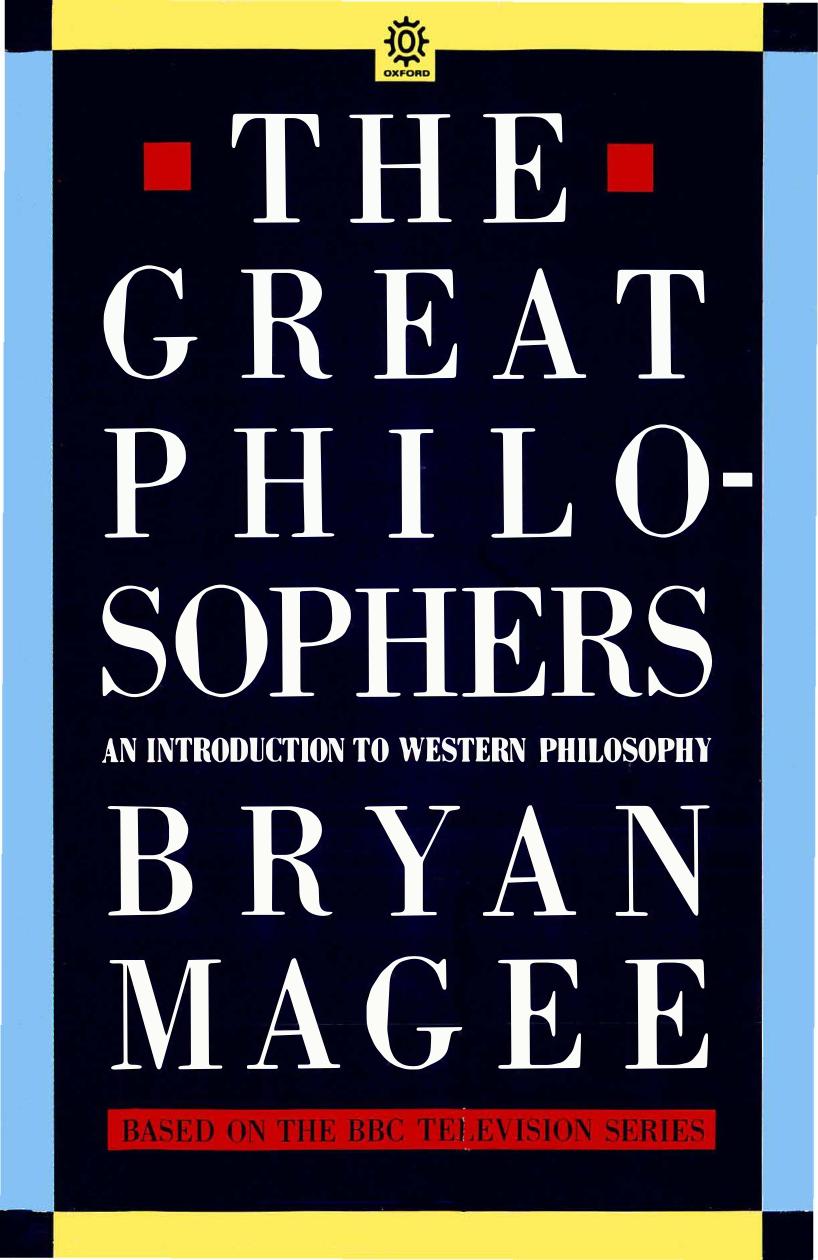 OXFORD
THE
GREAT
PHILO-
SOPHERS
AN INTRODUCTION TO WESTERN PHILOSOPHY
BRYAN
MAGEE
BASED ON THE BBC TELEVISION SERIES